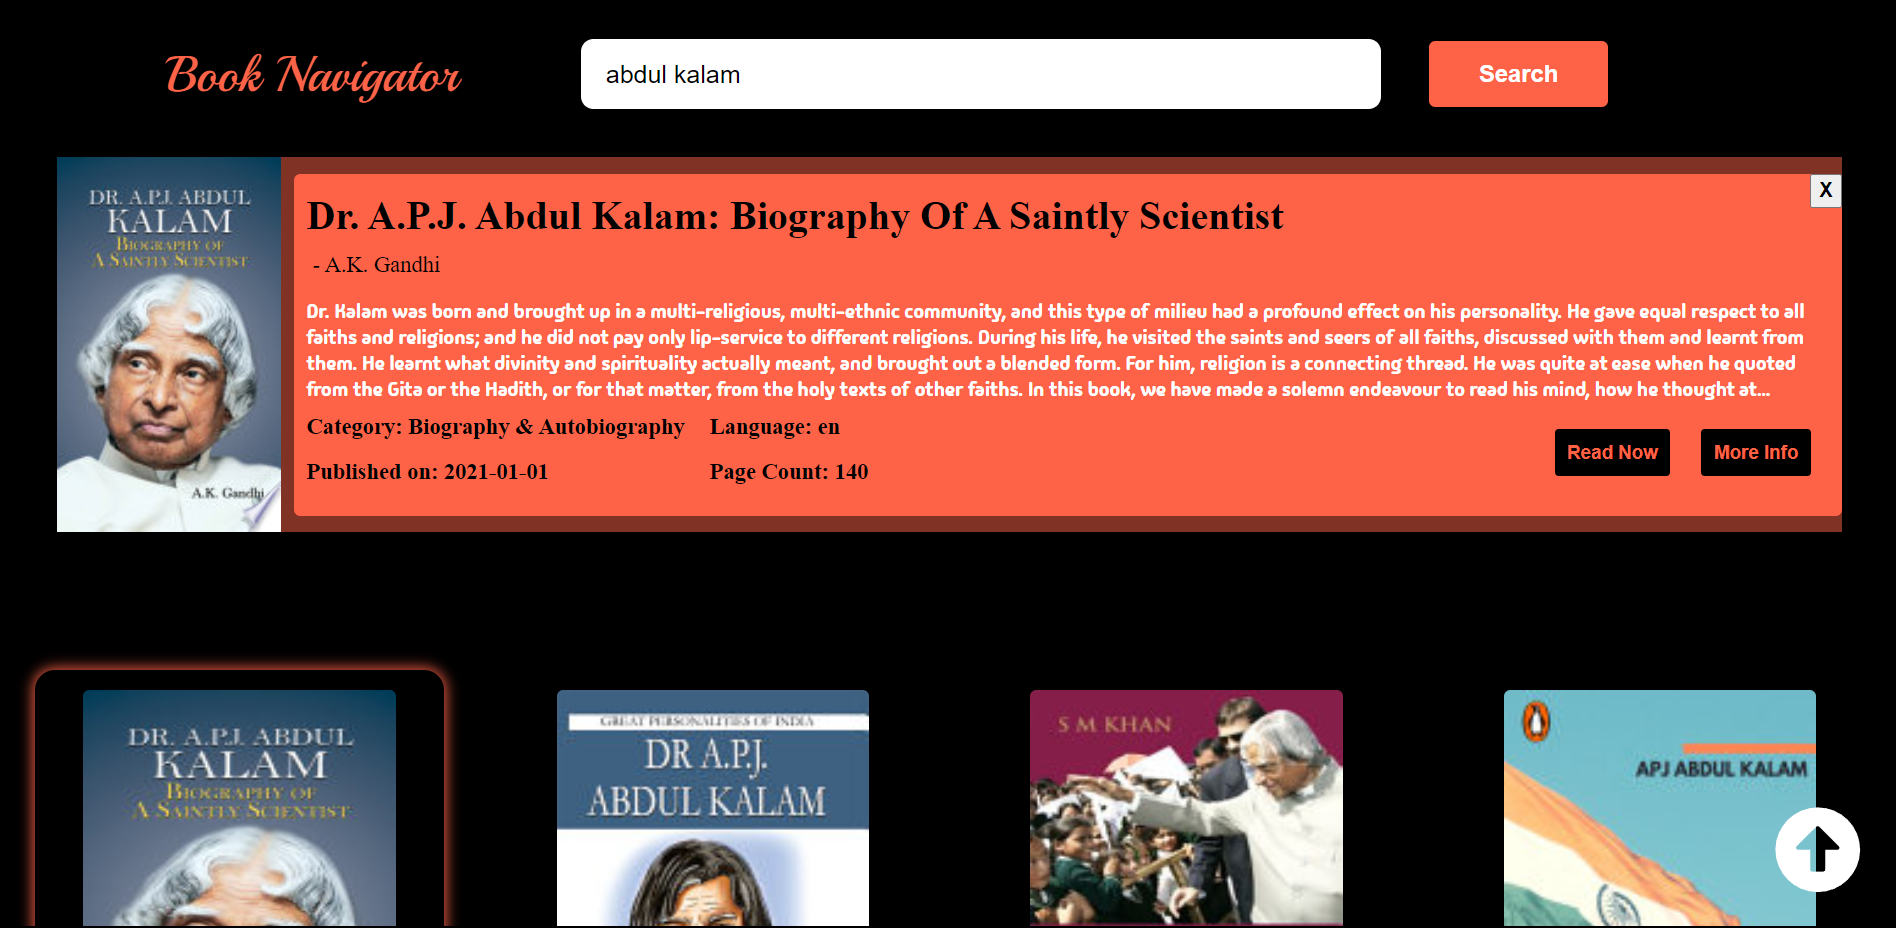 Book Navigator
abdul kalam
Search
DR. A.P.J. ABDUL
KALAM
BIOGRAPHY OF
A SAINTLY SCIENTIST
A.K. Gandhi
X
Dr. A.P.J. Abdul Kalam: Biography Of A Saintly Scientist
- A.K. Gandhi
Dr. Kalam was born and brought up in a multi-religious, multi-ethnic community, and this type of milieu had a profound effect on his personality. He gave equal respect to all
faiths and religions; and he did not pay only lip-service to different religions. During his life, he visited the saints and seers of all faiths, discussed with them and learnt from
them. He learnt what divinity and spirituality actually meant, and brought out a blended form. For him, religion is a connecting thread. He was quite at ease when he quoted
from the Gita or the Hadith, or for that matter, from the holy texts of other faiths. In this book, we have made a solemn endeavour to read his mind, how he thought at...
Category: Biography & Autobiography
Language: en
Published on: 2021-01-01
Page Count: 140
Read Now
More Info
DR. A.P.J. ABDUL
KALAM
BIOGRAPHY OF
A SAINTLY SCIENTIST
GREAT PERSONALITIES OF INDIA
DR A.P.J.
ABDUL KALAM
S M KHAN
APJ ABDUL KALAM